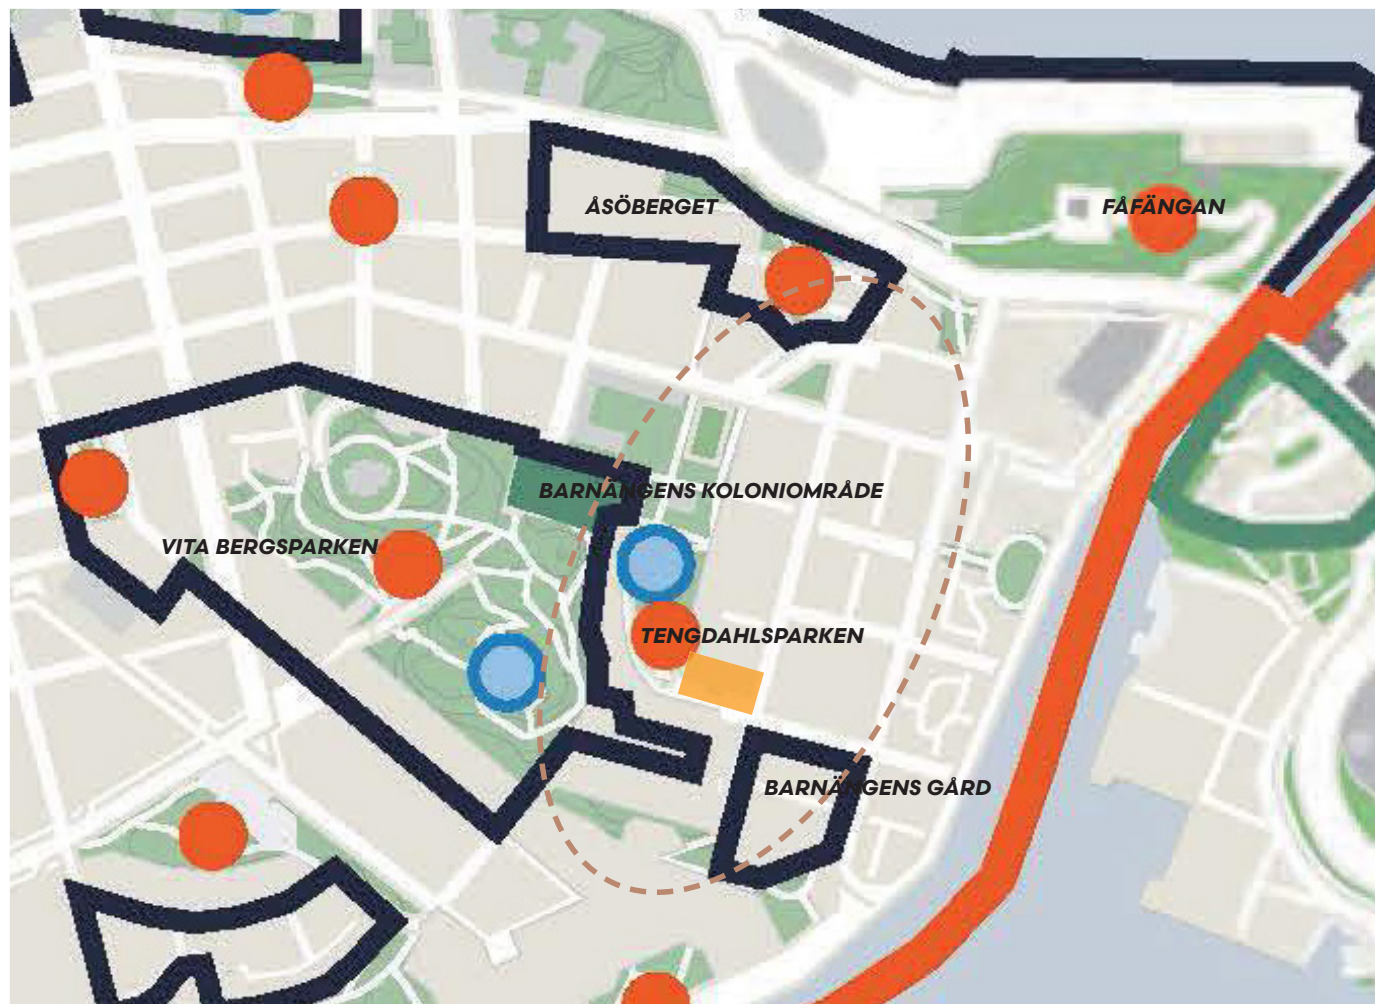 ÅSÖBERGET
FÅFÄNGAN
BARNÄNGENS KOLONIOMRÅDE
VITA BERGSPARKEN
TENGDAHLSPARKEN
BARNÄNGENS GÅRD